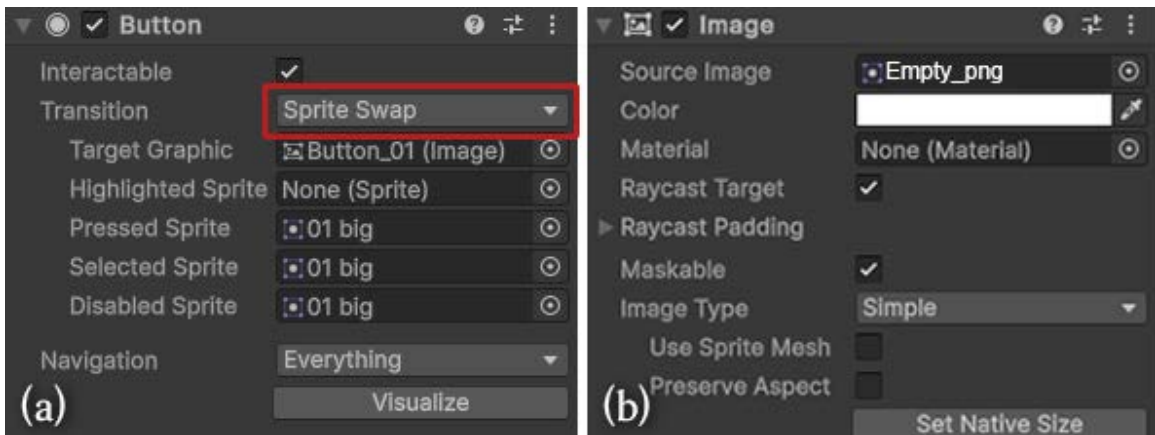 Button
Interactable
Transition Sprite Swap
Target Graphic Button_01 (Image)
Highlighted Sprite None (Sprite)
Pressed Sprite 01 big
Selected Sprite 01 big
Disabled Sprite 01 big
Navigation Everything
Visualize
(a)
Image
Source Image Empty_png
Color
Material None (Material)
Raycast Target
Raycast Padding
Maskable
Image Type Simple
Use Sprite Mesh
Preserve Aspect
Set Native Size
(b)